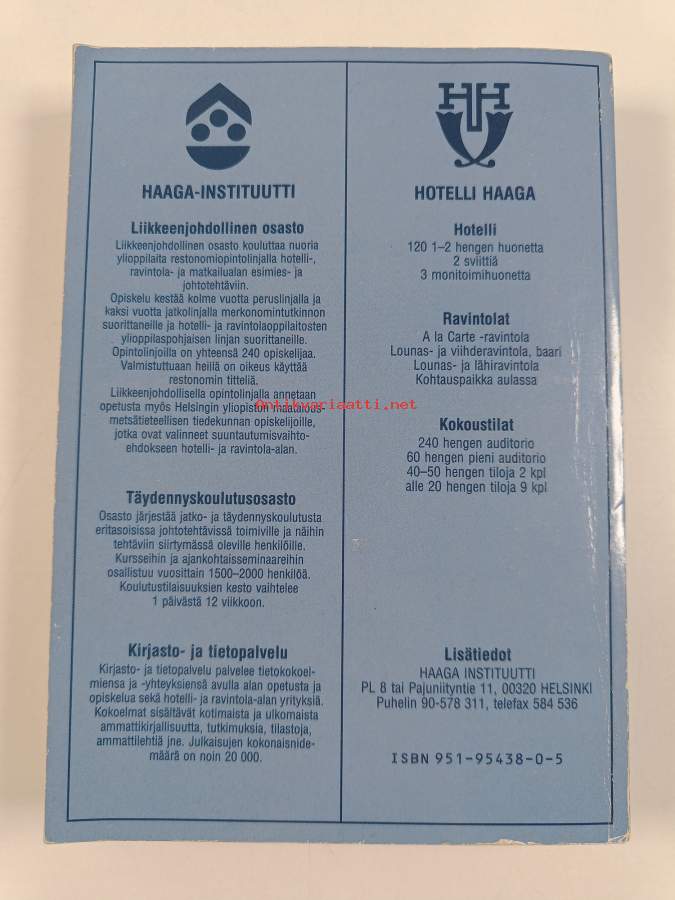 HAAGA-INSTITUUTTI
Liikkeenjohdollinen osasto
Liikkeenjohdollinen osasto kouluttaa nuoria
ylioppilaita restonomiopintolinjalla hotelli-,
ravintola- ja matkailualan esimies- ja
johtotehtäviin.
Opiskelu kestää kolme vuotta peruslinjalla ja
kaksi vuotta jatkolinjalla merkonomitutkinnon
suorittaneille ja hotelli- ja ravintolaoppilaitosten
ylioppilaspohjaisen linjan suorittaneille.
Opintolinjoilla on yhteensä 240 opiskelijaa.
Valmistuttuaan heillä on oikeus käyttää
restonomin titteliä.
Liikkeenjohdollisella opintolinjalla annetaan
opetusta myös Helsingin yliopiston maatalous-
metsätieteellisen tiedekunnan opiskelijoille,
jotka ovat valinneet suuntautumisvaihto-
ehdokseen hotelli- ja ravintola-alan.
Täydennyskoulutusosasto
Osasto järjestää jatko- ja täydennyskoulutusta
eritasoisissa johtotehtävissä toimiville ja näihin
tehtäviin siirtymässä oleville henkilöille.
Kursseihin ja ajankohtaisseminaareihin
osallistuu vuosittain 1500–2000 henkilöä.
Koulutustilaisuuksien kesto vaihtelee
1 päivästä 12 viikkoon.
Kirjasto- ja tietopalvelu
Kirjasto- ja tietopalvelu palvelee tietokokoel-
miensa ja -yhteyksiensä avulla alan opetusta ja
opiskelua sekä hotelli- ja ravintola-alan yrityksiä.
Kokoelmat sisältävät kotimaista ja ulkomaista
ammattikirjallisuutta, tutkimuksia, tilastoja,
ammattilehtiä jne. Julkaisujen kokonaisnide-
määrä on noin 20 000.
HH
HOTELLI HAAGA
Hotelli
120 1–2 hengen huonetta
2 sviittiä
3 monitoimihuonetta
Ravintolat
A la Carte -ravintola
Lounas- ja viihderavintola, baari
Lounas- ja lähiravintola
Kohtauspaikka aulassa
Kokoustilat
240 hengen auditorio
60 hengen pieni auditorio
40–50 hengen tiloja 2 kpl
alle 20 hengen tiloja 9 kpl
Lisätiedot
HAAGA INSTITUUTTI
PL 8 tai Pajuniityntie 11, 00320 HELSINKI
Puhelin 90-578 311, telefax 584 536
ISBN 951-95438-0-5
Antikvariaatti.net